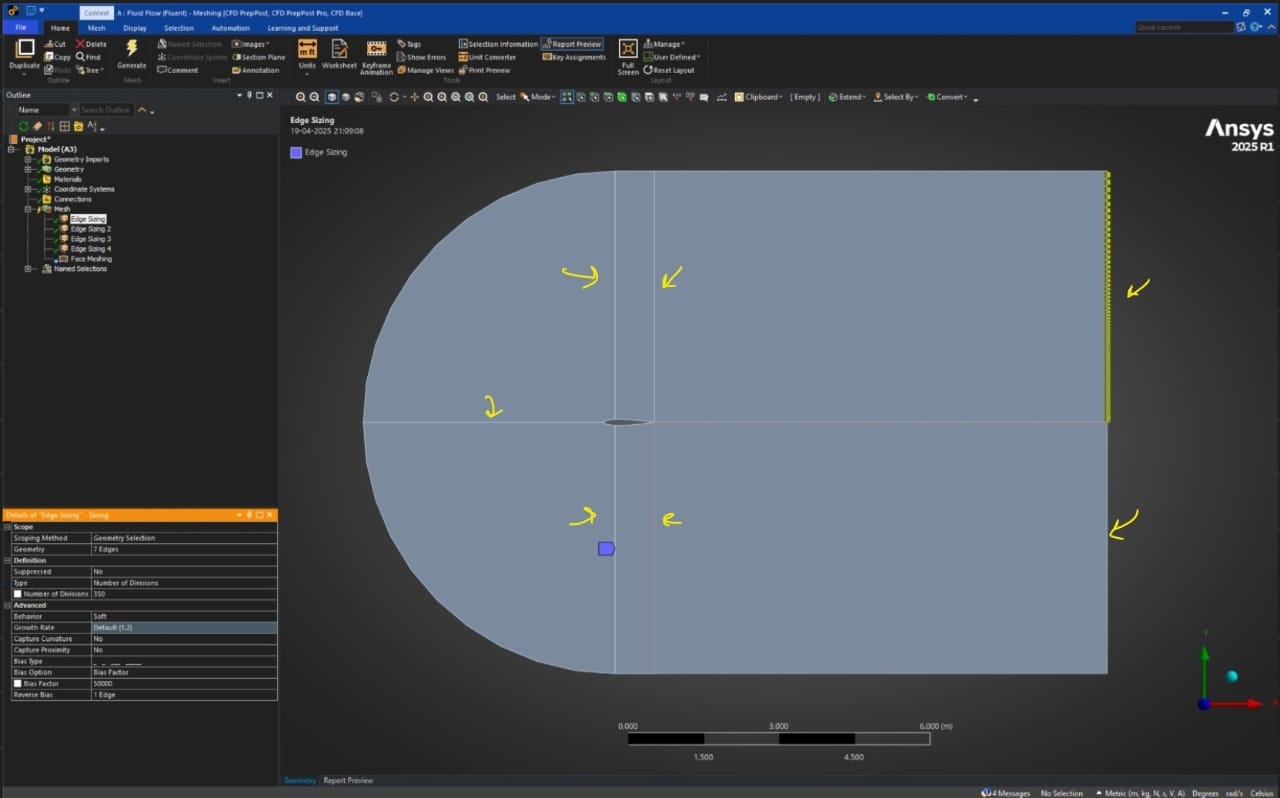 Context A : Fluid Flow (Fluent) - Meshing [CFD PrepPost, CFD PrepPost Pro, CFD Base]
File Home Mesh Display Selection Automation Learning and Support Quick Launch
Duplicate
Cut
Copy
Paste
Delete
Find
Tree
Outline
Generate
Mesh
Named Selection
Coordinate System
Comment
Images
Section Plane
Annotation
Insert
Units
Worksheet
Keyframe
Animation
Tags
Show Errors
Manage Views
Selection Information
Unit Converter
Print Preview
Report Preview
Key Assignments
Tools
Full
Screen
Manage
User Defined
Reset Layout
Layout
Outline
Name Search Outline
Select Mode Clipboard [ Empty ] Extend Select By Convert
Project*
Model (A3)
Geometry Imports
Geometry
Materials
Coordinate Systems
Connections
Mesh
Edge Sizing
Edge Sizing 2
Edge Sizing 3
Edge Sizing 4
Face Meshing
Named Selections
Edge Sizing
19-04-2025 21:09:08
Edge Sizing
Ansys
2025 R1
Details of "Edge Sizing" - Sizing
Scope
Scoping Method Geometry Selection
Geometry 7 Edges
Definition
Suppressed No
Type Number of Divisions
Number of Divisions 350
Advanced
Behavior Soft
Growth Rate Default (1.2)
Capture Curvature No
Capture Proximity No
Bias Type _ _ __ ___
Bias Option Bias Factor
Bias Factor 50000
Reverse Bias 1 Edge
0.000 3.000 6.000 (m)
1.500 4.500
Y
X
Geometry Report Preview
4 Messages No Selection Metric (m, kg, N, s, V, A) Degrees rad/s Celsius